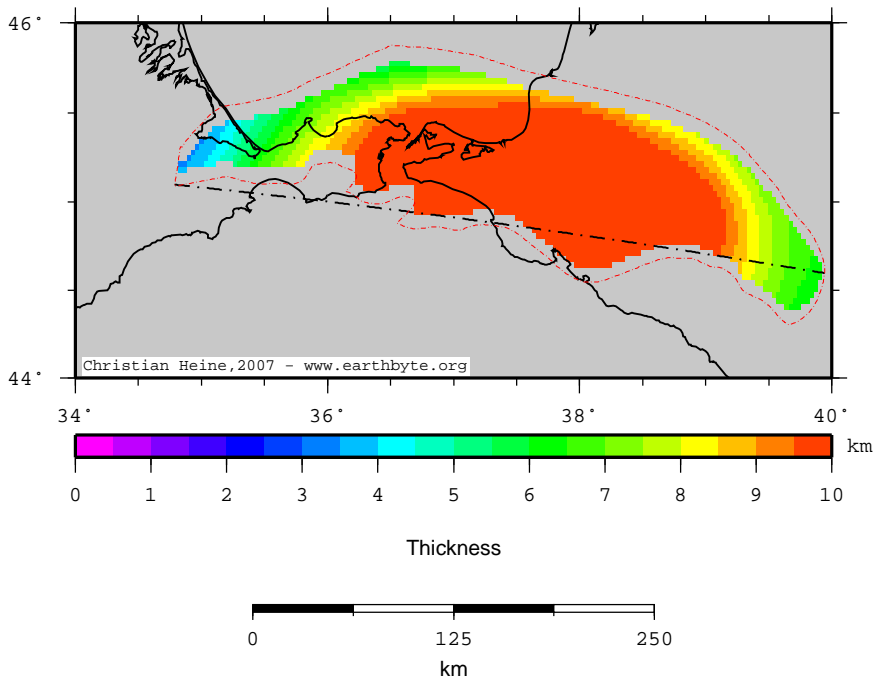 46°
44°
Christian Heine,2007 - www.earthbyte.org
34° 36° 38° 40°
km
0 1 2 3 4 5 6 7 8 9 10
Thickness
0 125 250
km